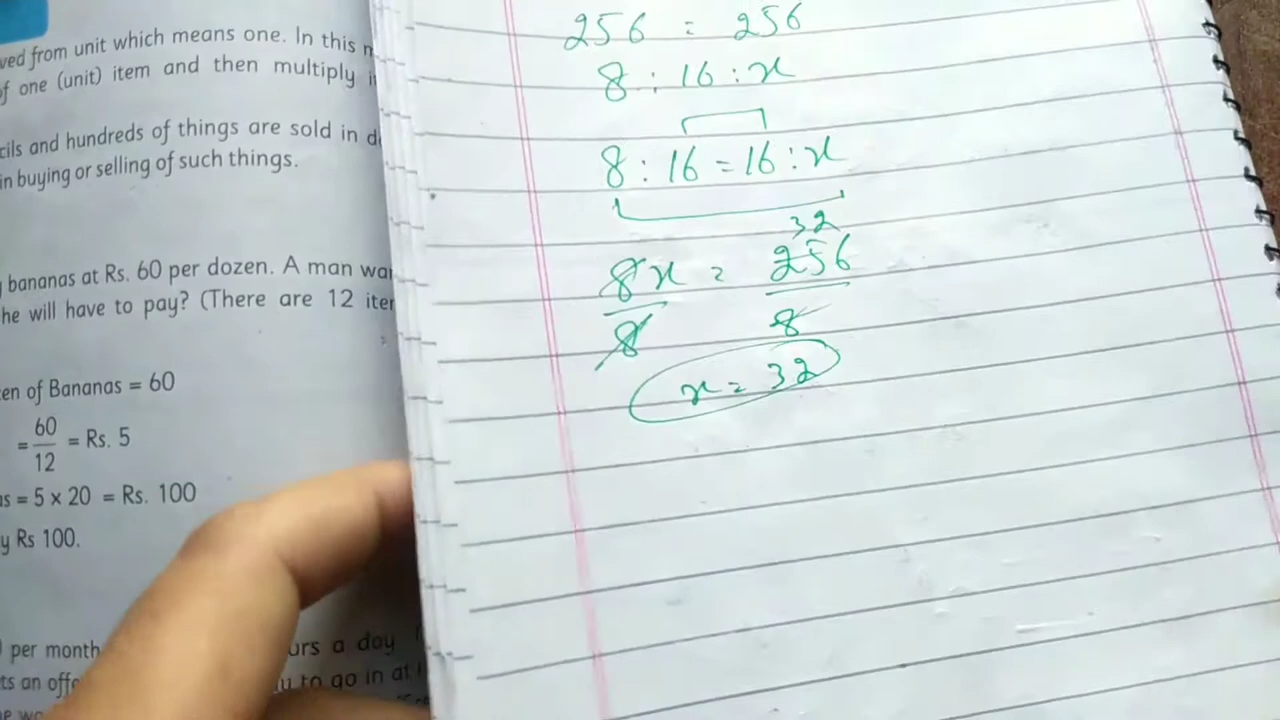 ved from unit which means one. In this
f one (unit) item and then multiply
cils and hundreds of things are sold in
in buying or selling of such things.
bananas at Rs. 60 per dozen. A man
he will have to pay? (There are 12
en of Bananas = 60
= 60/12 = Rs. 5
as = 5 x 20 = Rs. 100
y Rs 100.
per month
urs a day
ts an
to go in at
256 = 256
8 : 16 : x
8 : 16 = 16 : x
32
8x = 256
8 8
x = 32